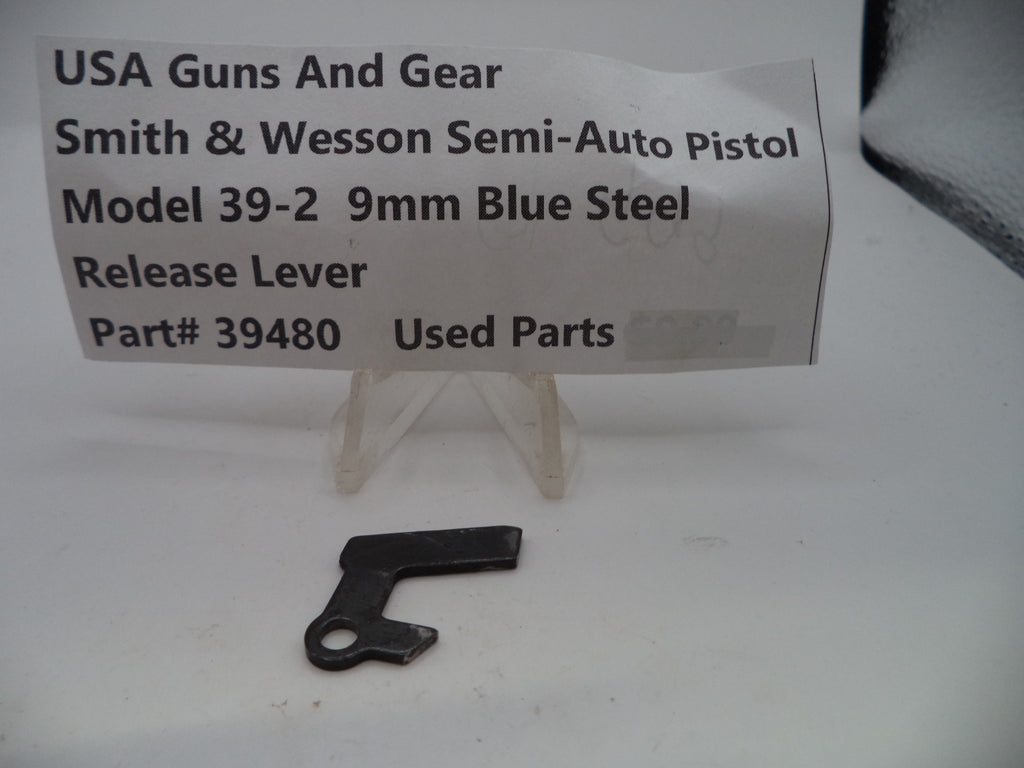 USA Guns And Gear
Smith & Wesson Semi-Auto Pistol
Model 39-2 9mm Blue Steel
Release Lever
Part# 39480 Used Parts